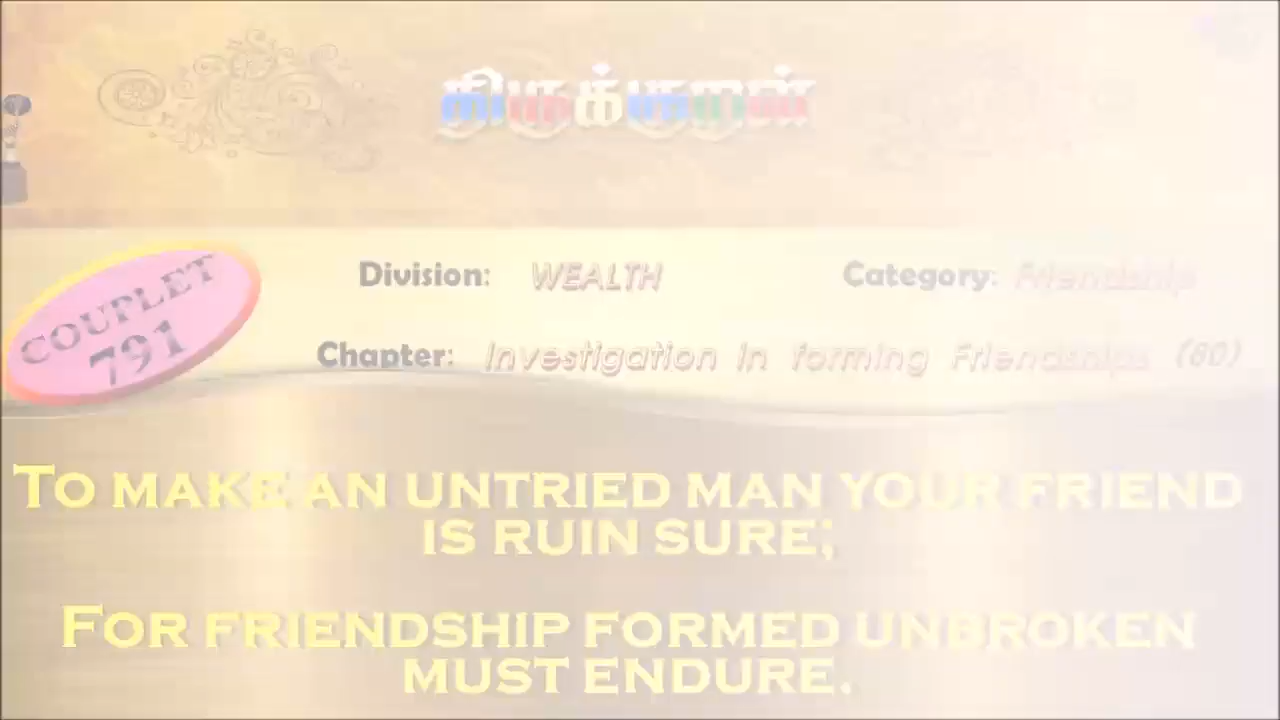 திருக்குறள்
COUPLET
791
Division: WEALTH Category: Friendship
Chapter: Investigation in forming Friendships (80)
TO MAKE AN UNTRIED MAN YOUR FRIEND
IS RUIN SURE;
FOR FRIENDSHIP FORMED UNBROKEN
MUST ENDURE.